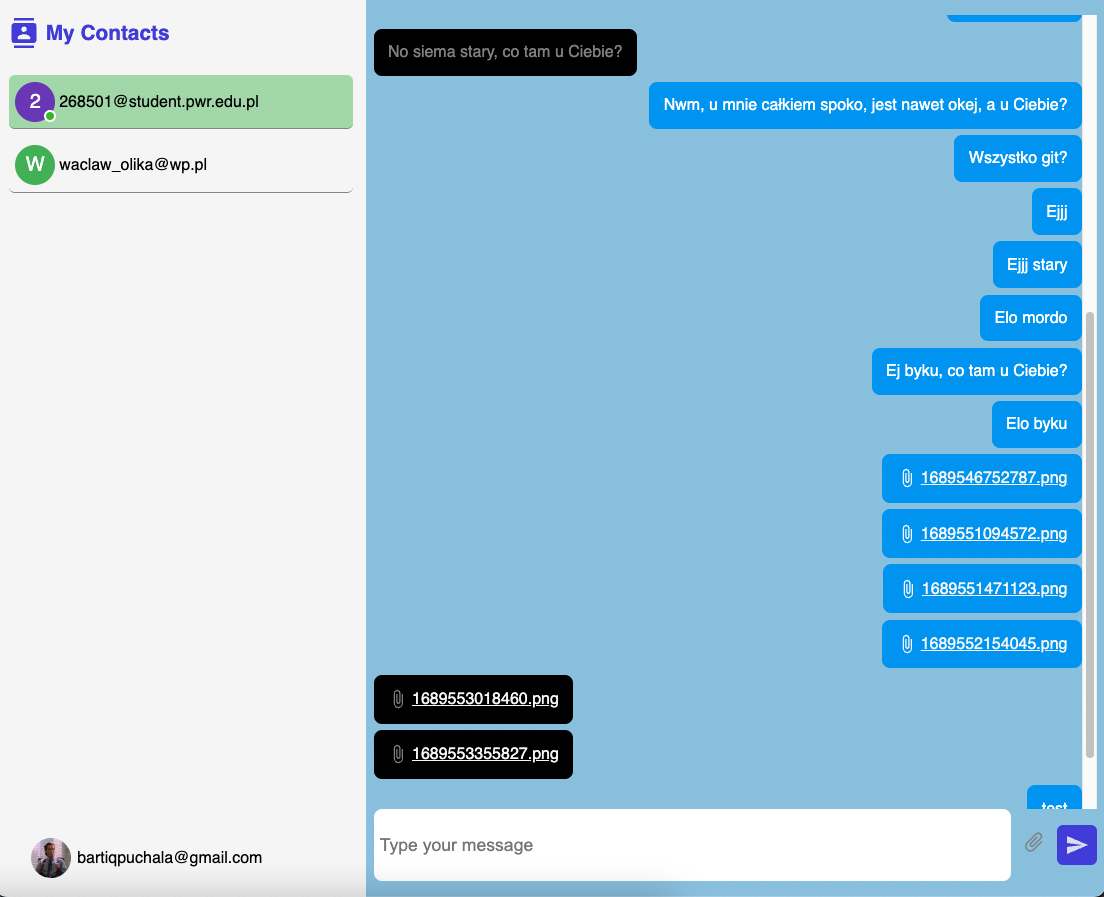 My Contacts
2
268501@student.pwr.edu.pl
W
waclaw_olika@wp.pl
bartiqpuchala@gmail.com
No siema stary, co tam u Ciebie?
Nwm, u mnie całkiem spoko, jest nawet okej, a u Ciebie?
Wszystko git?
Ejjj
Ejjj stary
Elo mordo
Ej byku, co tam u Ciebie?
Elo byku
1689546752787.png
1689551094572.png
1689551471123.png
1689552154045.png
1689553018460.png
1689553355827.png
test
Type your message